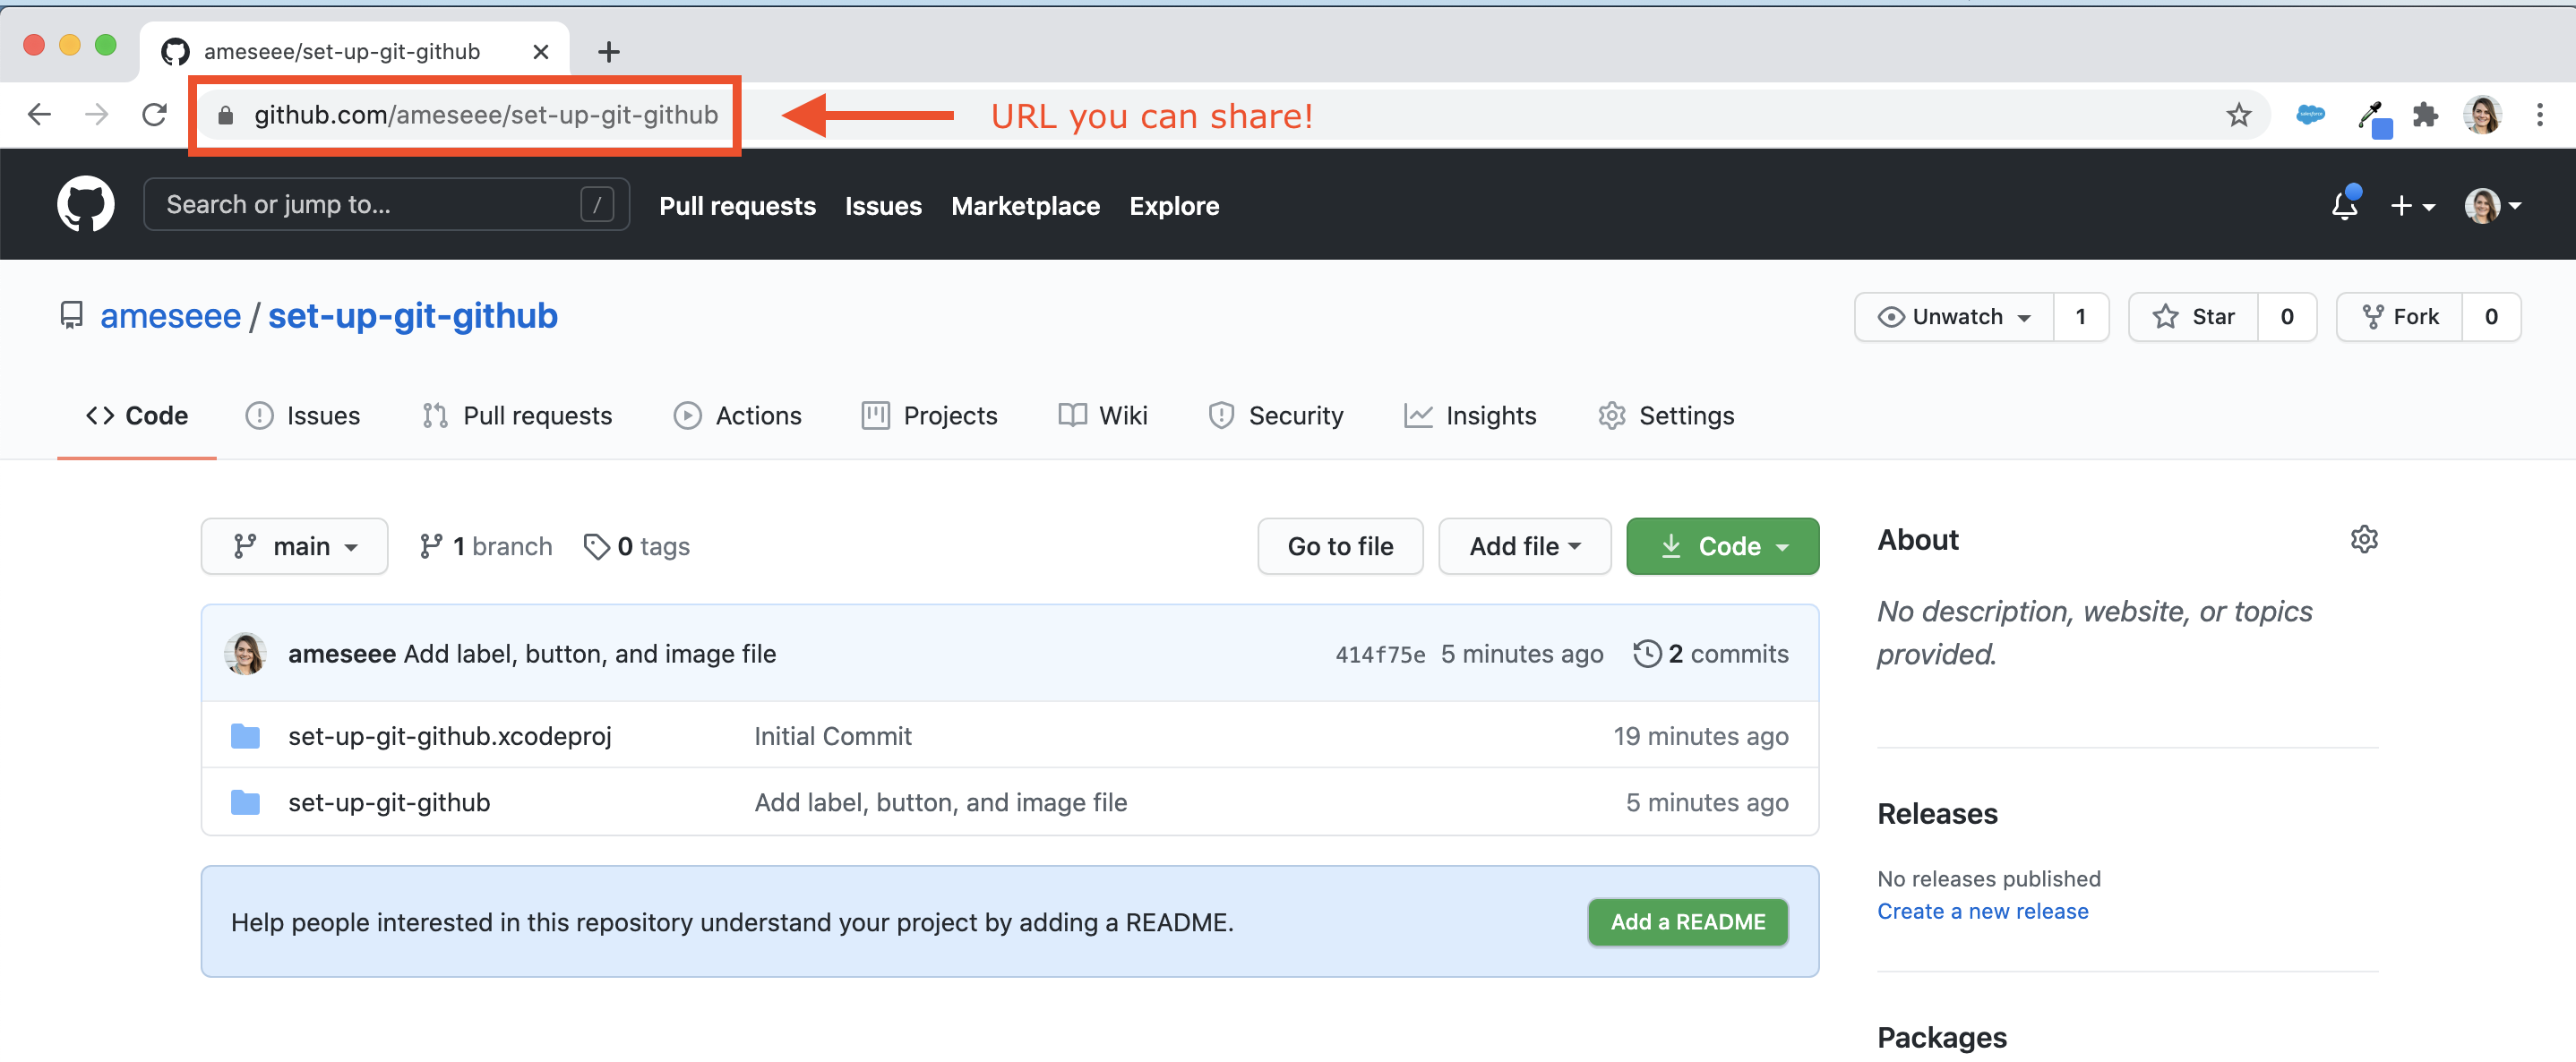 ameseee/set-up-git-github
github.com/ameseee/set-up-git-github
URL you can share!
Search or jump to... /
Pull requests Issues Marketplace Explore
ameseee / set-up-git-github
Unwatch 1 Star 0 Fork 0
Code Issues Pull requests Actions Projects Wiki Security Insights Settings
main 1 branch 0 tags Go to file Add file Code
ameseee Add label, button, and image file 414f75e 5 minutes ago 2 commits
set-up-git-github.xcodeproj Initial Commit 19 minutes ago
set-up-git-github Add label, button, and image file 5 minutes ago
Help people interested in this repository understand your project by adding a README. Add a README
About
No description, website, or topics
provided.
Releases
No releases published
Create a new release
Packages